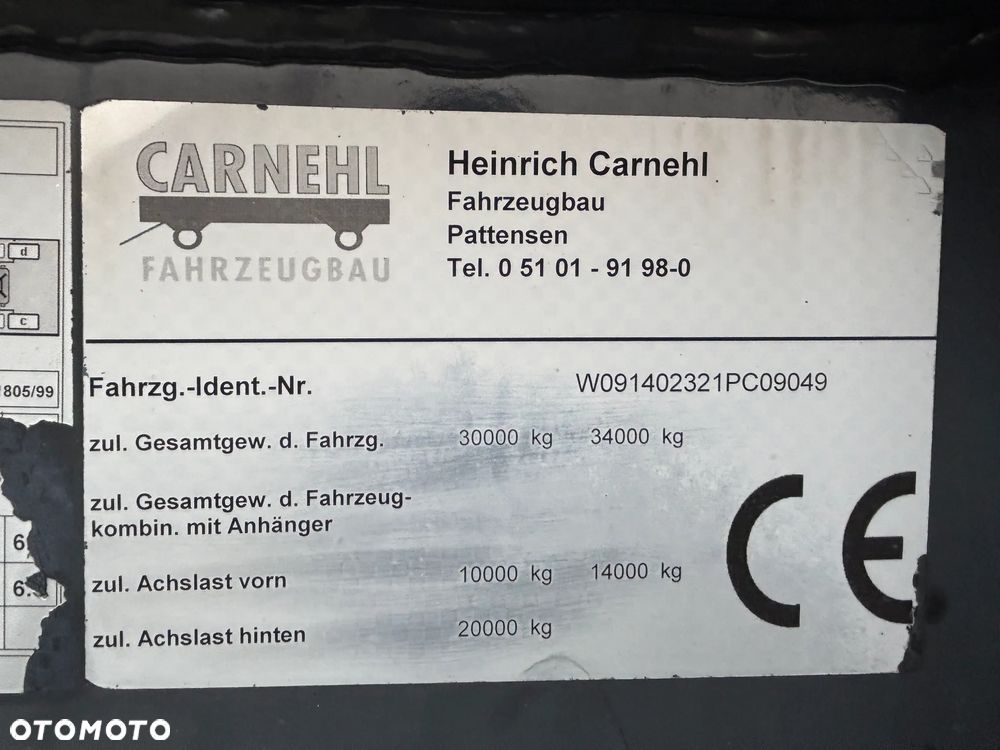 CARNEHL
FAHRZEUGBAU
Heinrich Carnehl
Fahrzeugbau
Pattensen
Tel. 0 51 01 - 91 98-0
d
c
805/99
6
6.
Fahrzg.-Ident.-Nr. W091402321PC09049
zul. Gesamtgew. d. Fahrzg. 30000 kg 34000 kg
zul. Gesamtgew. d. Fahrzeug-
kombin. mit Anhänger
zul. Achslast vorn 10000 kg 14000 kg
zul. Achslast hinten 20000 kg
CE
OTOMOTO